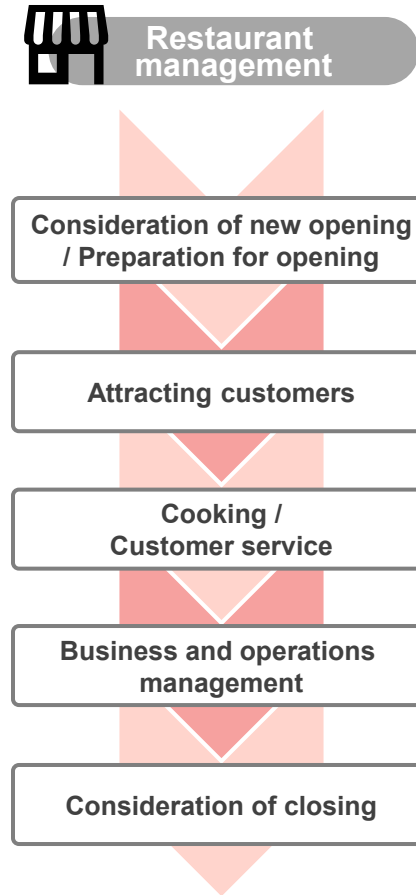 Restaurant
management
Consideration of new opening
/ Preparation for opening
Attracting customers
Cooking /
Customer service
Business and operations
management
Consideration of closing